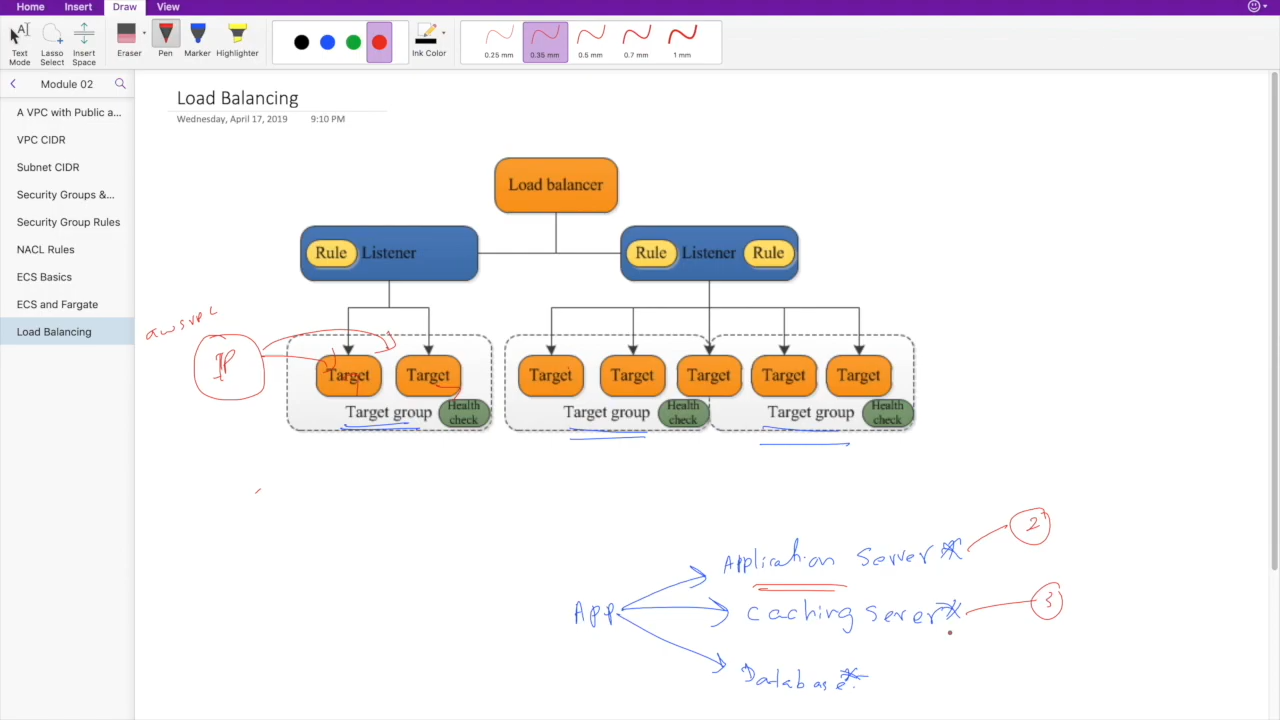 Home Insert Draw View
Text Mode
Lasso Select
Insert Space
Eraser
Pen
Marker
Highlighter
Ink Color
0.25 mm
0.35 mm
0.5 mm
0.7 mm
1 mm
Module 02
A VPC with Public a...
VPC CIDR
Subnet CIDR
Security Groups &...
Security Group Rules
NACL Rules
ECS Basics
ECS and Fargate
Load Balancing
Load Balancing
Wednesday, April 17, 2019 9:10 PM
Load balancer
Rule Listener
Rule Listener Rule
awsvpc
IP
Target Target
Target group Health check
Target Target Target Target Target
Target group Health check
Target group Health check
2
Application Server*
App
Caching Serer*
3
Database*